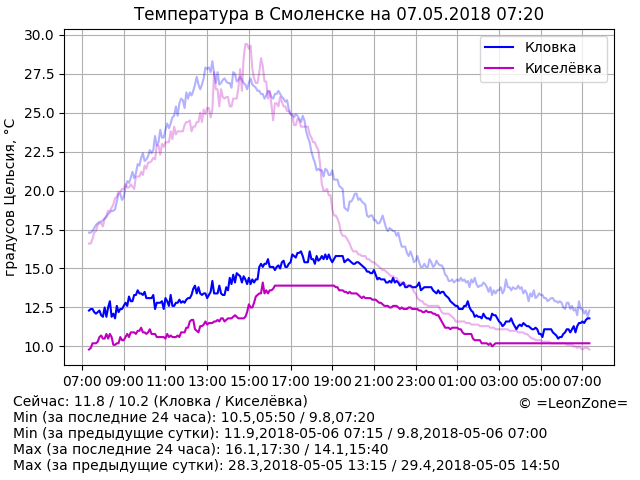 Температура в Смоленске на 07.05.2018 07:20
Кловка
Киселёвка
градусов Цельсия, °C
30.0
27.5
25.0
22.5
20.0
17.5
15.0
12.5
10.0
07:00 09:00 11:00 13:00 15:00 17:00 19:00 21:00 23:00 01:00 03:00 05:00 07:00
Сейчас: 11.8 / 10.2 (Кловка / Киселёвка)
© =LeonZone=
Min (за последние 24 часа): 10.5,05:50 / 9.8,07:20
Min (за предыдущие сутки): 11.9,2018-05-06 07:15 / 9.8,2018-05-06 07:00
Max (за последние 24 часа): 16.1,17:30 / 14.1,15:40
Max (за предыдущие сутки): 28.3,2018-05-05 13:15 / 29.4,2018-05-05 14:50